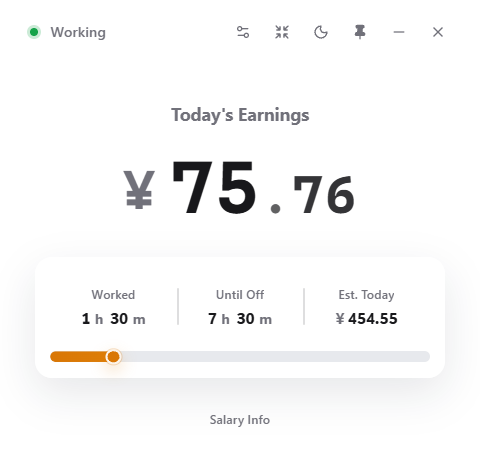 Working
Today's Earnings
¥ 75.76
Worked
1 h 30 m
Until Off
7 h 30 m
Est. Today
¥ 454.55
Salary Info